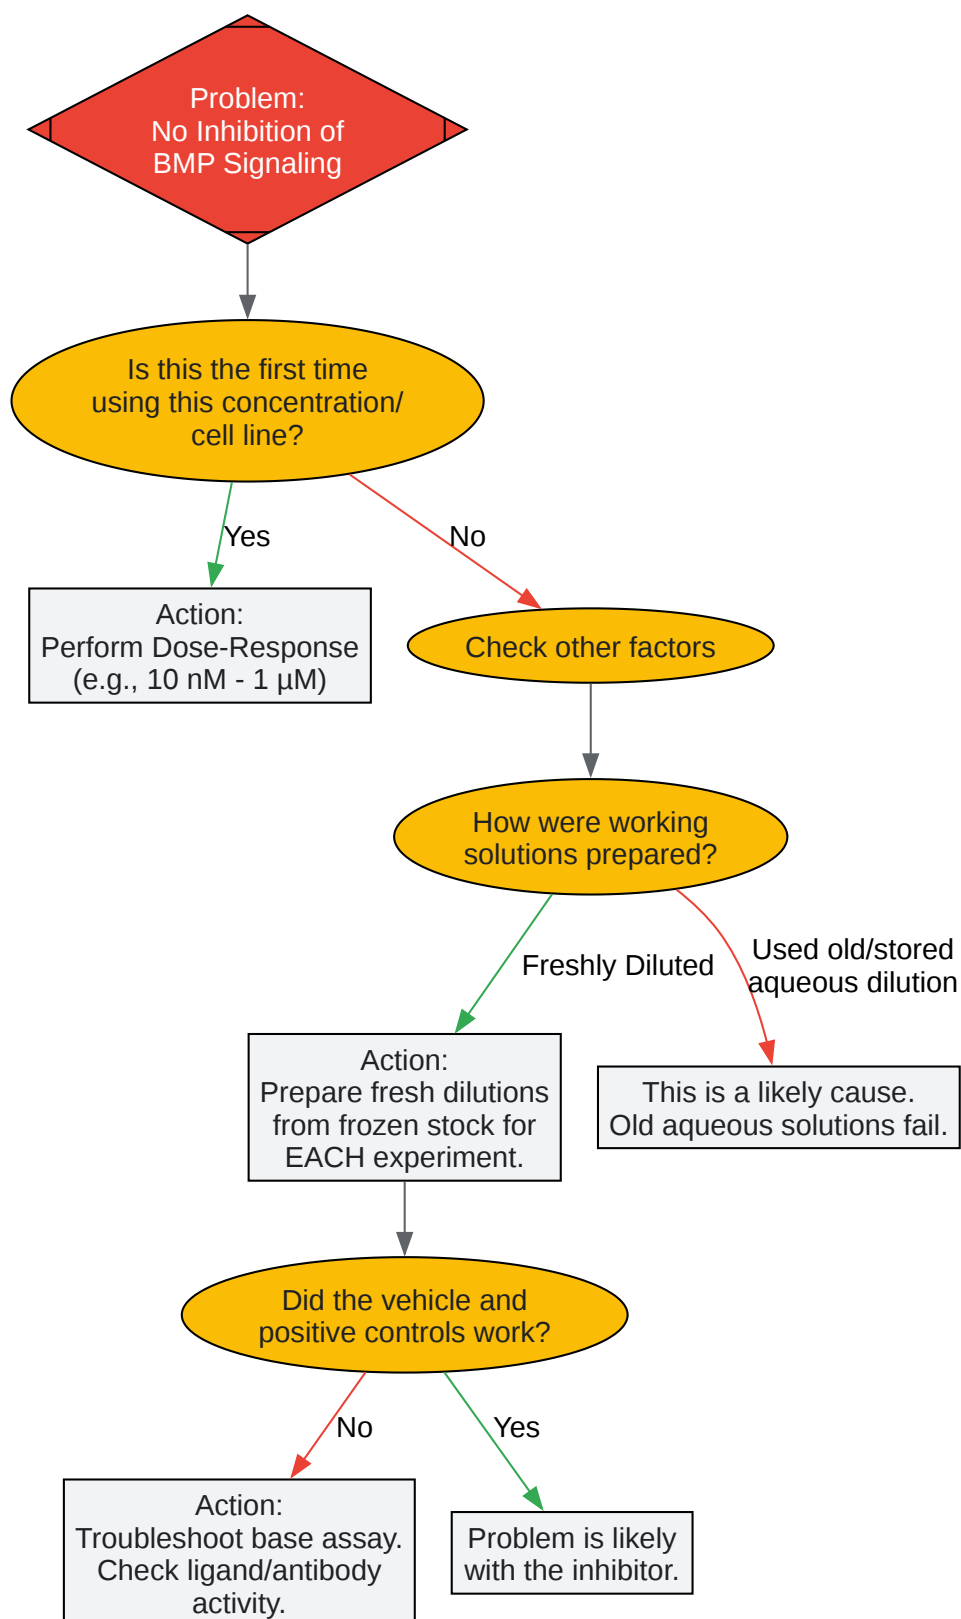 Problem:
No Inhibition of
BMP Signaling
Is this the first time
using this concentration/
cell line?
Yes
No
Action:
Perform Dose-Response
(e.g., 10 nM - 1 µM)
Check other factors
How were working
solutions prepared?
Freshly Diluted
Used old/stored
aqueous dilution
Action:
Prepare fresh dilutions
from frozen stock for
EACH experiment.
This is a likely cause.
Old aqueous solutions fail.
Did the vehicle and
positive controls work?
No
Yes
Action:
Troubleshoot base assay.
Check ligand/antibody
activity.
Problem is likely
with the inhibitor.